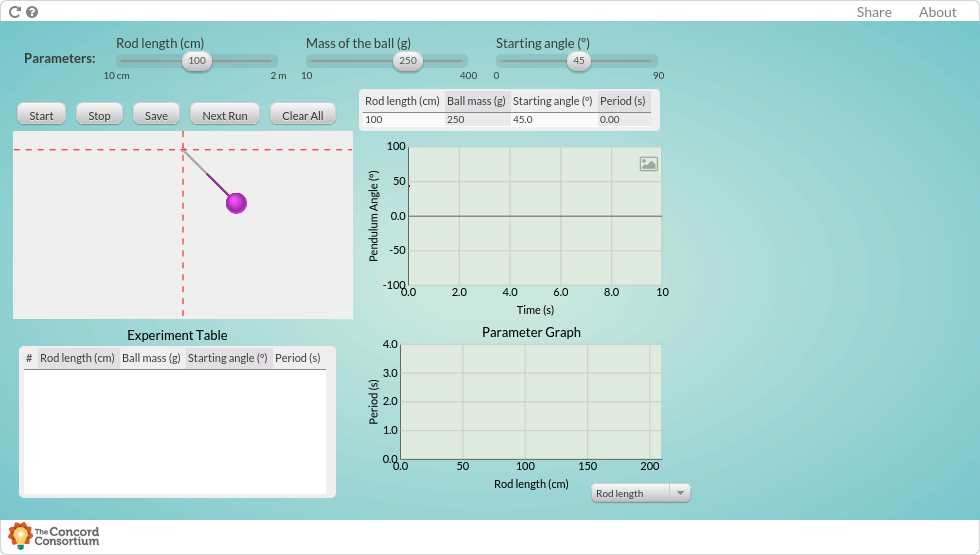 Share About
Parameters:
Rod length (cm) Mass of the ball (g) Starting angle (º)
100 250 45
10 cm 2 m 10 400 0 90
Start Stop Save Next Run Clear All
Rod length (cm) Ball mass (g) Starting angle (º) Period (s)
100 250 45.0 0.00
Pendulum Angle (º)
100
50
0.0
-50
-100
0.0 2.0 4.0 6.0 8.0 10
Time (s)
Experiment Table
# Rod length (cm) Ball mass (g) Starting angle (º) Period (s)
Parameter Graph
Period (s)
4.0
3.0
2.0
1.0
0.0
0.0 50 100 150 200
Rod length (cm)
Rod length
The Concord
Consortium